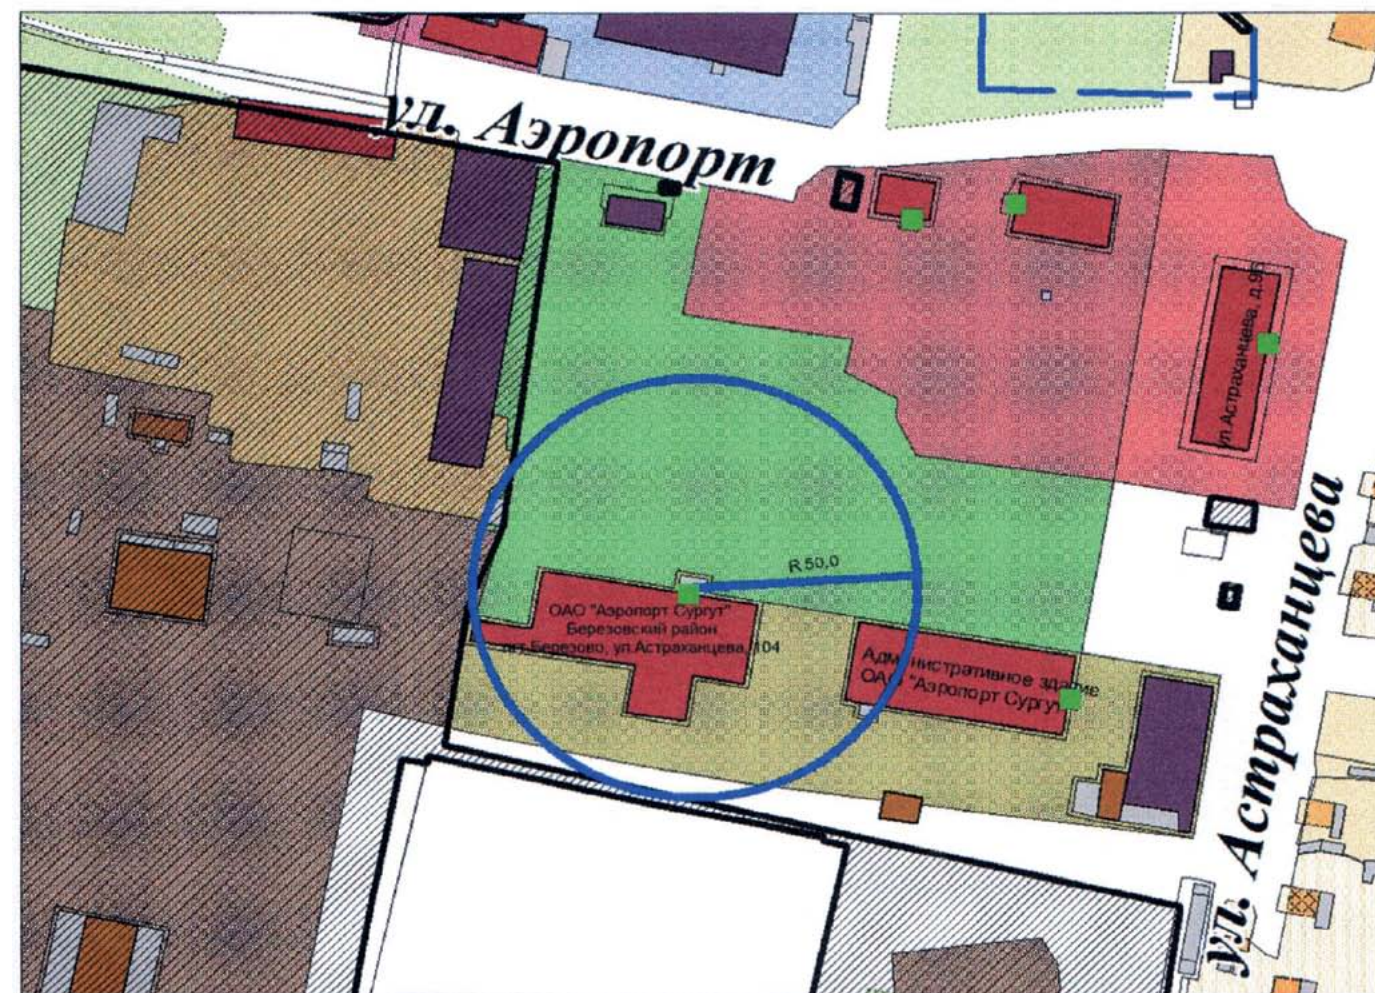 ул. Аэропорт
ул.Астраханцева, д.96
R 50,0
ОАО "Аэропорт Сургут"
Березовский район
пгт.Березово, ул.Астраханцева, 104
Административное здание
ОАО "Аэропорт Сургут"
ул. Астраханцева